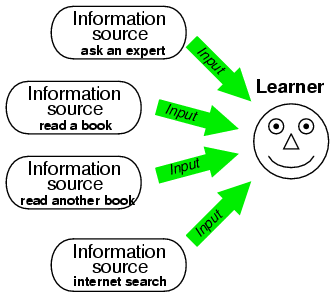 Information
source
ask an expert
Input
Learner
Information
source
read a book
Input
Information
source
read another book
Input
Information
source
internet search
Input